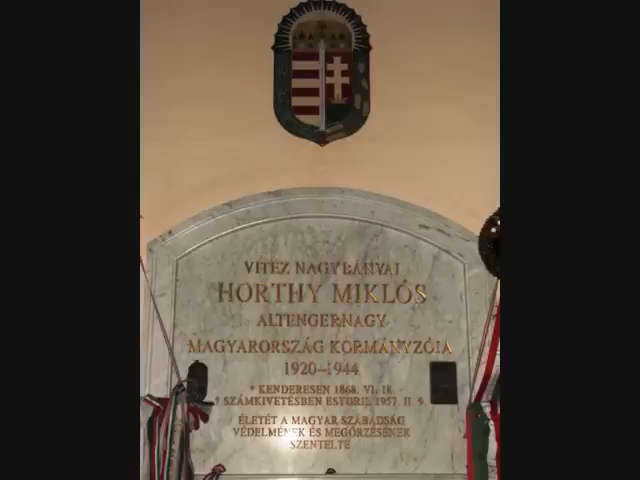 VITÉZ NAGYBÁNYAI
HORTHY MIKLÓS
ALTENGERNAGY
MAGYARORSZÁG KORMÁNYZÓJA
1920–1944
* KENDERESEN 1868. VI. 18.
† SZÁMKIVETÉSBEN ESTORIL 1957. II. 9.
ÉLETÉT A MAGYAR SZABADSÁG
VÉDELMÉNEK ÉS MEGŐRZÉSÉNEK
SZENTELTE